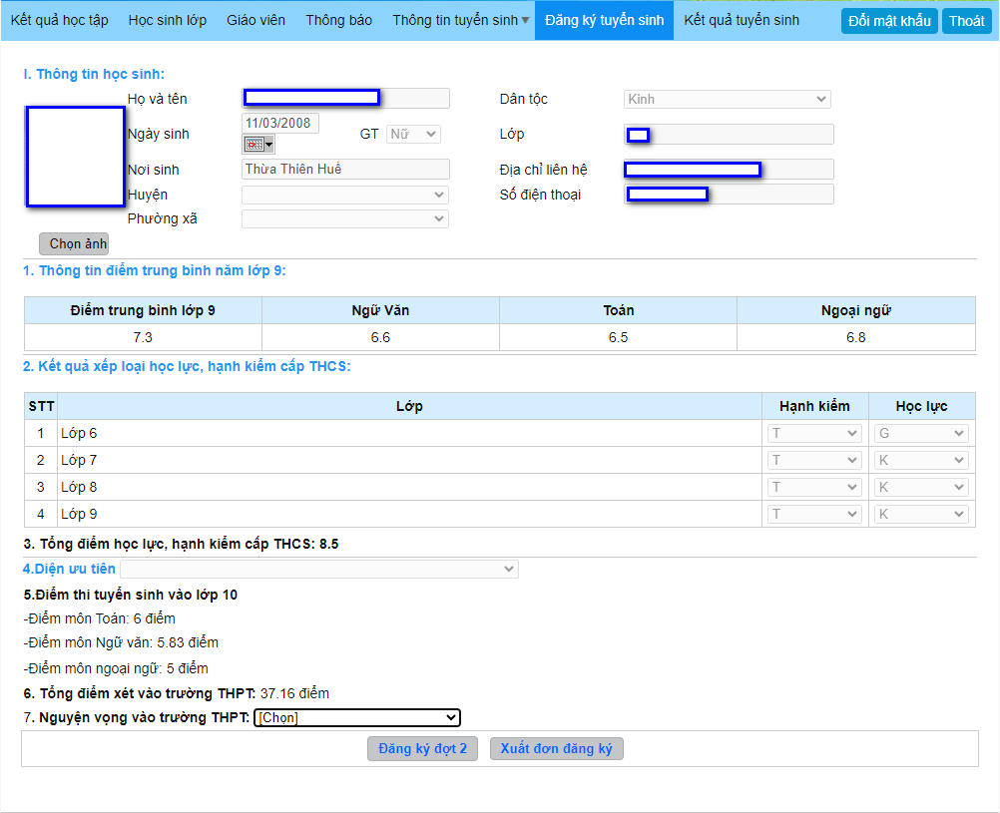 Kết quả học tập Học sinh lớp Giáo viên Thông báo Thông tin tuyển sinh Đăng ký tuyển sinh Kết quả tuyển sinh Đổi mật khẩu Thoát
I. Thông tin học sinh:
Họ và tên Dân tộc Kinh
Ngày sinh 11/03/2008 GT Nữ Lớp
Nơi sinh Thừa Thiên Huế Địa chỉ liên hệ
Huyện Số điện thoại
Phường xã
Chọn ảnh
1. Thông tin điểm trung bình năm lớp 9:
Điểm trung bình lớp 9 Ngữ Văn Toán Ngoại ngữ
7.3 6.6 6.5 6.8
2. Kết quả xếp loại học lực, hạnh kiểm cấp THCS:
STT Lớp Hạnh kiểm Học lực
1 Lớp 6 T G
2 Lớp 7 T K
3 Lớp 8 T K
4 Lớp 9 T K
3. Tổng điểm học lực, hạnh kiểm cấp THCS: 8.5
4.Diện ưu tiên
5.Điểm thi tuyển sinh vào lớp 10
-Điểm môn Toán: 6 điểm
-Điểm môn Ngữ văn: 5.83 điểm
-Điểm môn ngoại ngữ: 5 điểm
6. Tổng điểm xét vào trường THPT: 37.16 điểm
7. Nguyện vọng vào trường THPT: [Chọn]
Đăng ký đợt 2 Xuất đơn đăng ký